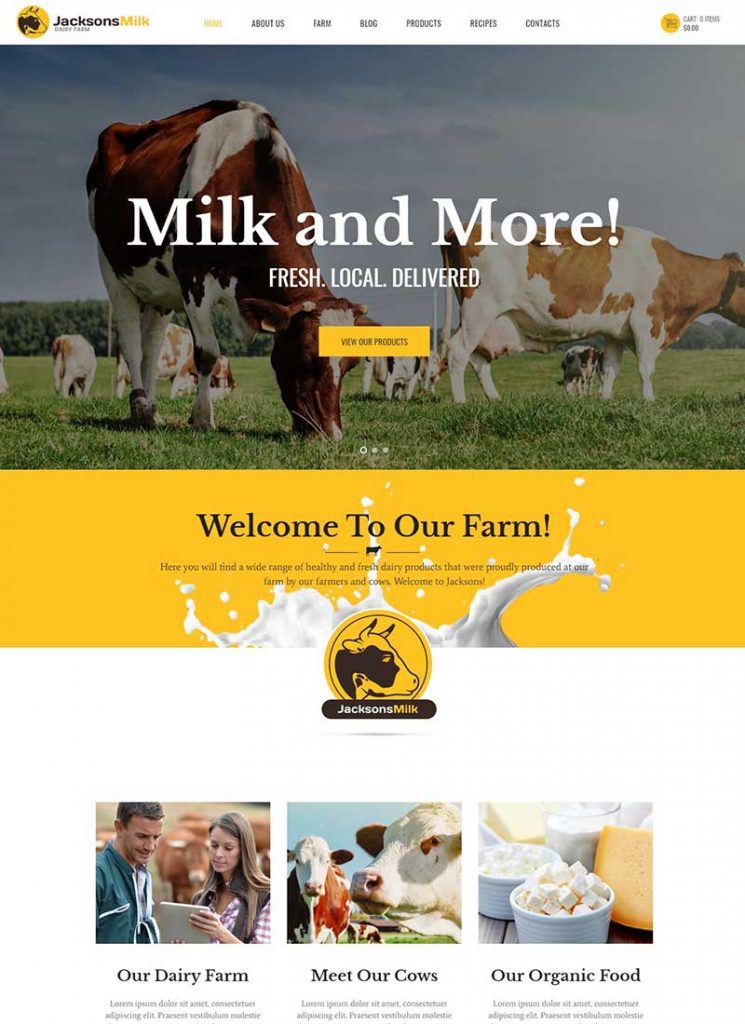 JacksonsMilk
DAIRY FARM
HOME
ABOUT US
FARM
BLOG
PRODUCTS
RECIPES
CONTACTS
CART: 0 ITEMS
$0.00
Milk and More!
FRESH. LOCAL. DELIVERED
VIEW OUR PRODUCTS
Welcome To Our Farm!
Here you will find a wide range of healthy and fresh dairy products that were proudly produced at our
farm by our farmers and cows. Welcome to Jacksons!
JacksonsMilk
Our Dairy Farm
Lorem ipsum dolor sit amet, consectetuer
adipiscing elit. Praesent vestibulum molestie
Meet Our Cows
Lorem ipsum dolor sit amet, consectetuer
adipiscing elit. Praesent vestibulum molestie
Our Organic Food
Lorem ipsum dolor sit amet, consectetuer
adipiscing elit. Praesent vestibulum molestie